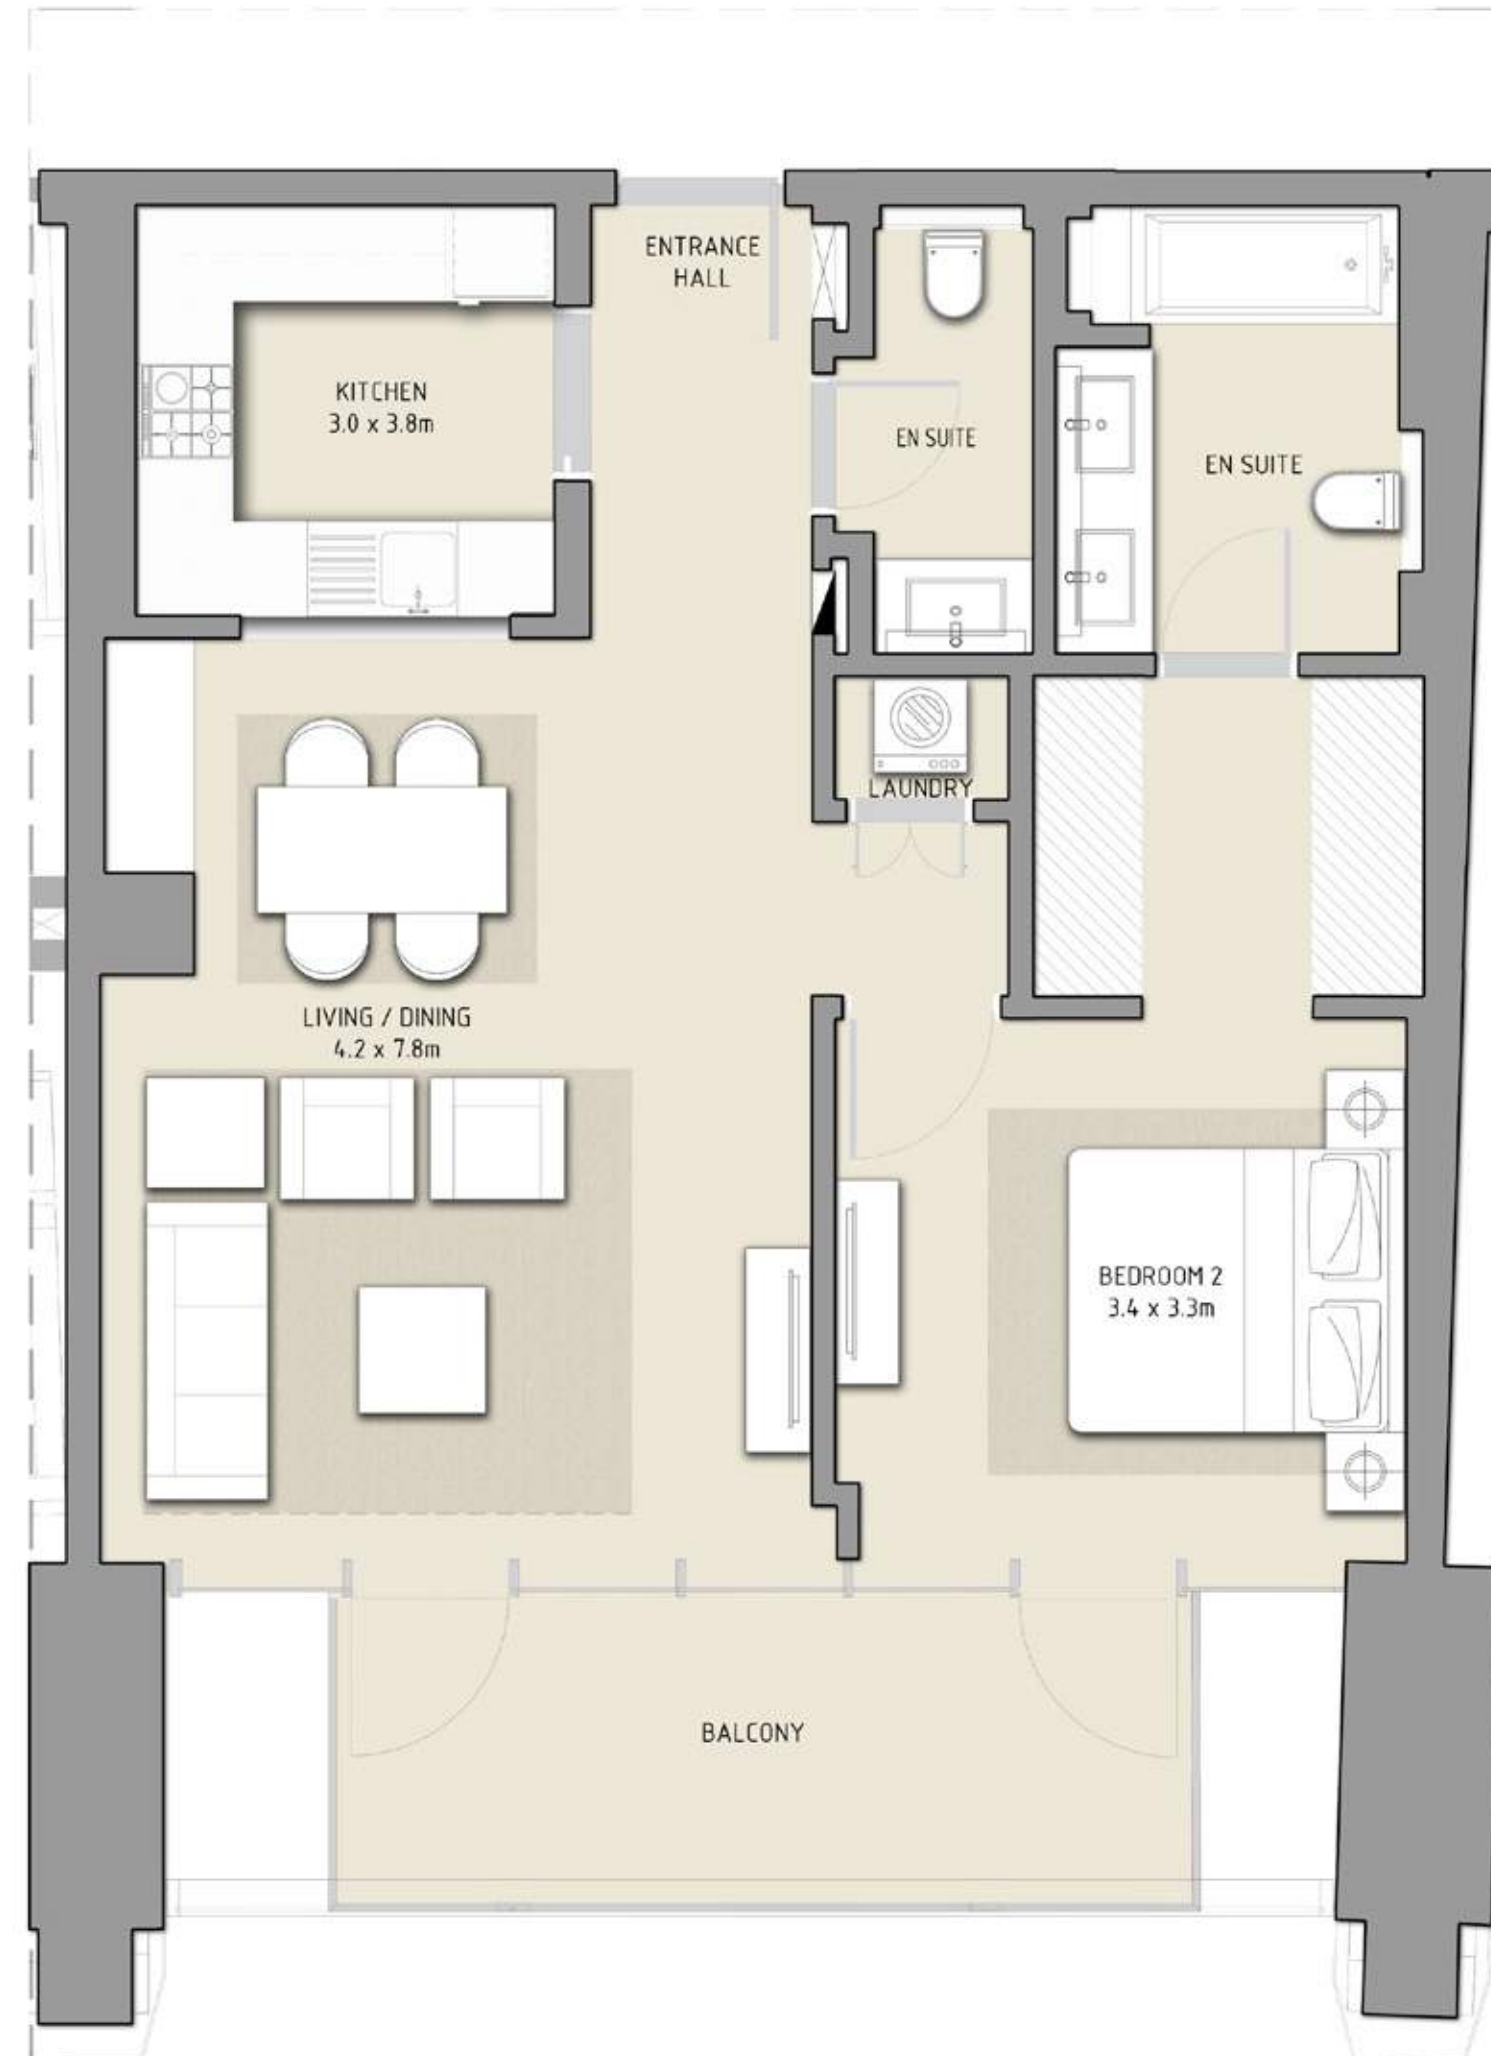 ENTRANCE
HALL
KITCHEN
3.0 x 3.8m
EN SUITE
EN SUITE
LAUNDRY
LIVING / DINING
4.2 x 7.8m
BEDROOM 2
3.4 x 3.3m
BALCONY